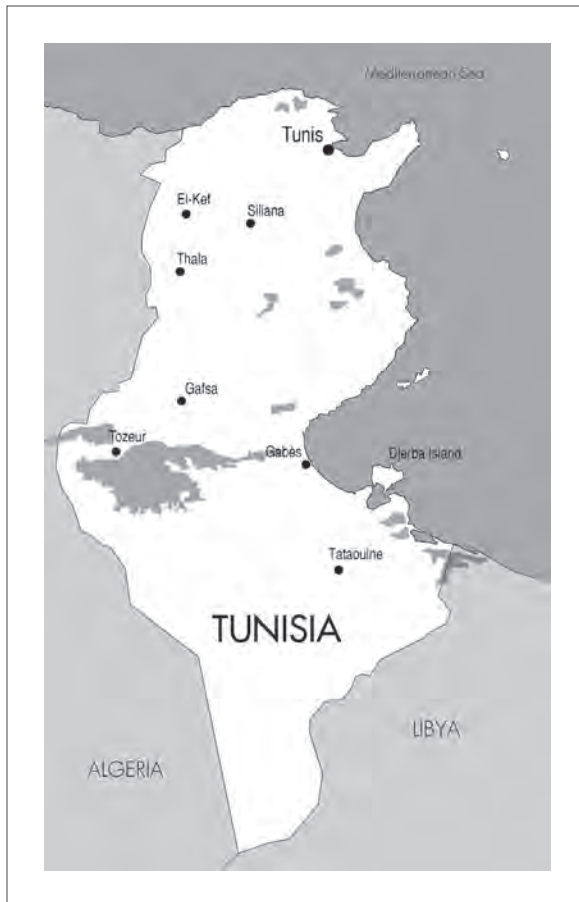 Mediterranean Sea
Tunis
El-Kef
Siliana
Thala
Gafsa
Tozeur
Gabès
Djerba Island
Tataouine
TUNISIA
LIBYA
ALGERIA